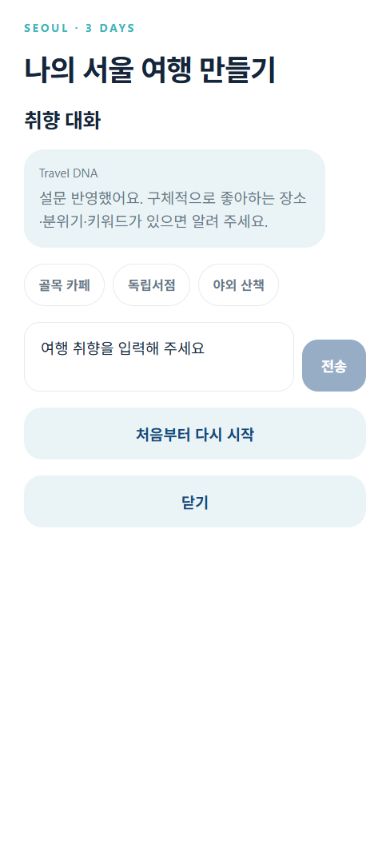 SEOUL · 3 DAYS
나의 서울 여행 만들기
취향 대화
Travel DNA
설문 반영했어요. 구체적으로 좋아하는 장소
·분위기·키워드가 있으면 알려 주세요.
골목 카페 독립서점 야외 산책
여행 취향을 입력해 주세요
전송
처음부터 다시 시작
닫기